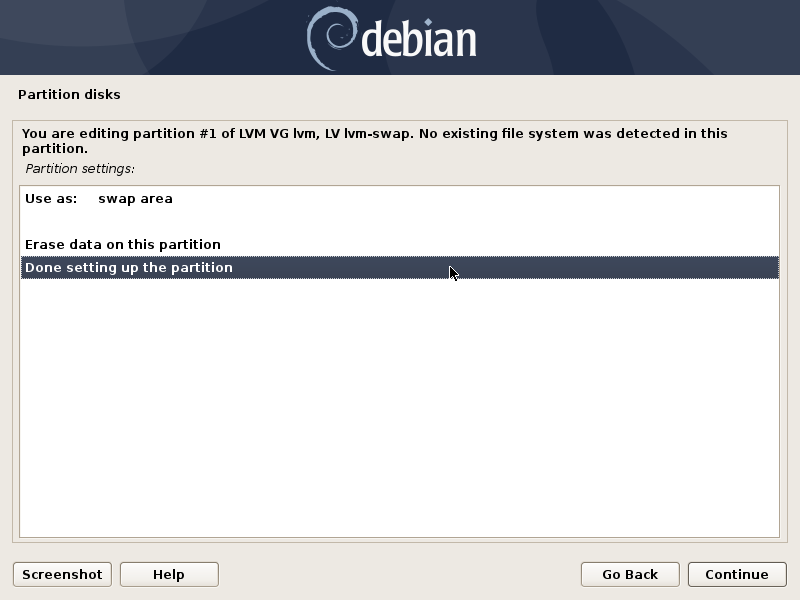 debian
Partition disks
You are editing partition #1 of LVM VG lvm, LV lvm-swap. No existing file system was detected in this
partition.
Partition settings:
Use as: swap area
Erase data on this partition
Done setting up the partition
Screenshot Help Go Back Continue